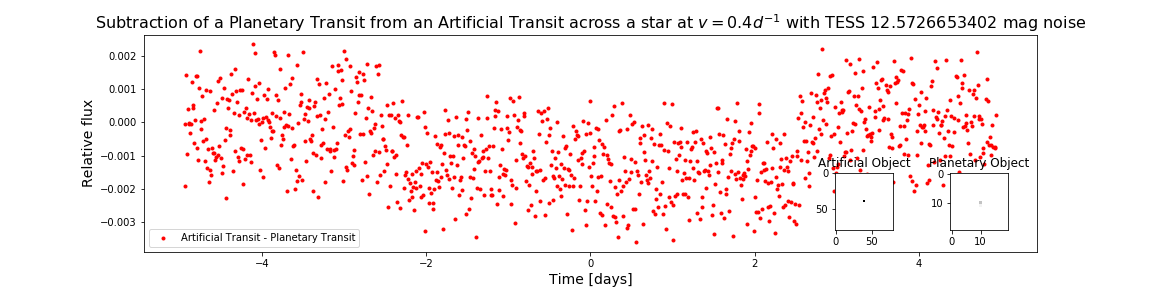 Subtraction of a Planetary Transit from an Artificial Transit across a star at v = 0.4d⁻¹ with TESS 12.5726653402 mag noise
Relative flux
0.002
0.001
0.000
−0.001
−0.002
−0.003
Artificial Transit - Planetary Transit
Artificial Object
0
50
0 50
Planetary Object
0
10
0 10
−4 −2 0 2 4
Time [days]